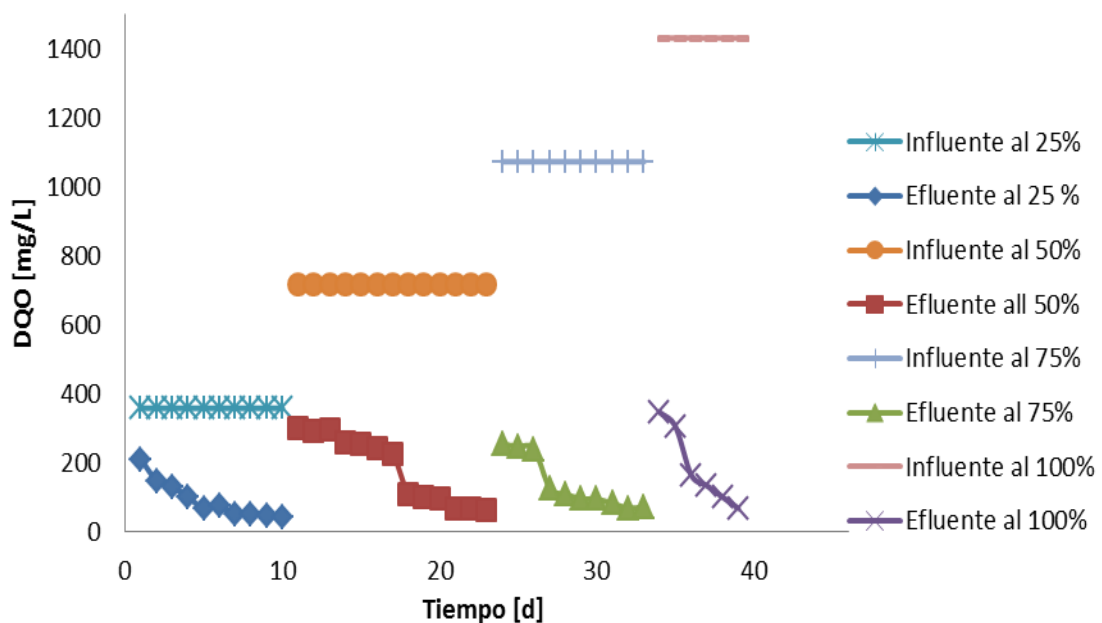 DQO [mg/L]
1400
1200
1000
800
600
400
200
0
0
10
20
30
40
Tiempo [d]
Influente al 25%
Efluente al 25 %
Influente al 50%
Efluente all 50%
Influente al 75%
Efluente al 75%
Influente al 100%
Efluente al 100%